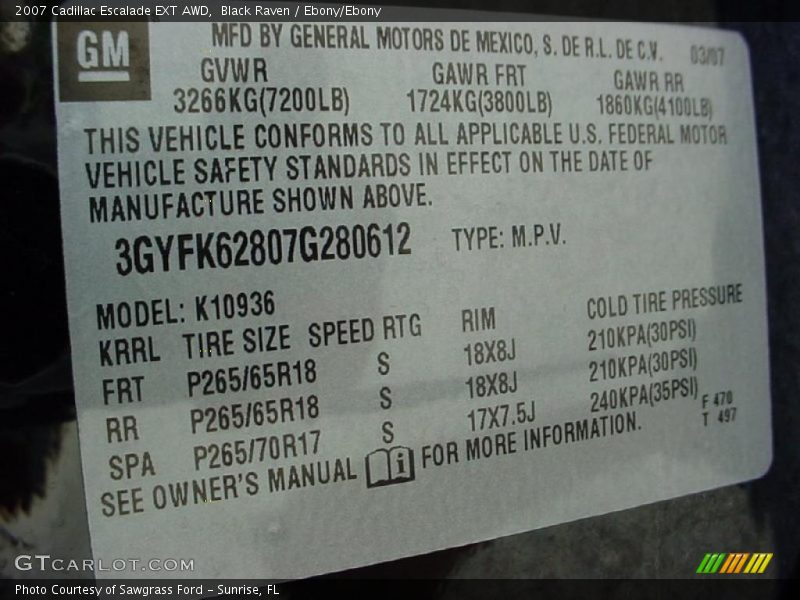 2007 Cadillac Escalade EXT AWD, Black Raven / Ebony/Ebony
GM
MFD BY GENERAL MOTORS DE MEXICO, S. DE R.L. DE C.V. 03/07
GVWR GAWR FRT GAWR RR
3266KG(7200LB) 1724KG(3800LB) 1860KG(4100LB)
THIS VEHICLE CONFORMS TO ALL APPLICABLE U.S. FEDERAL MOTOR
VEHICLE SAFETY STANDARDS IN EFFECT ON THE DATE OF
MANUFACTURE SHOWN ABOVE.
3GYFK62807G280612 TYPE: M.P.V.
MODEL: K10936
KRRL TIRE SIZE SPEED RTG RIM COLD TIRE PRESSURE
FRT P265/65R18 S 18X8J 210KPA(30PSI)
RR P265/65R18 S 18X8J 210KPA(30PSI)
SPA P265/70R17 S 17X7.5J 240KPA(35PSI)
F 470
T 497
SEE OWNER'S MANUAL i FOR MORE INFORMATION.
GTCARLOT.COM
Photo Courtesy of Sawgrass Ford – Sunrise, FL